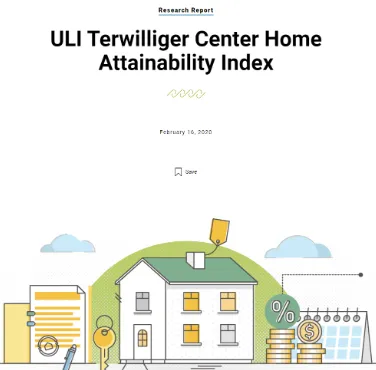 Research Report
ULI Terwilliger Center Home
Attainability Index
February 16, 2020
Save
%
$